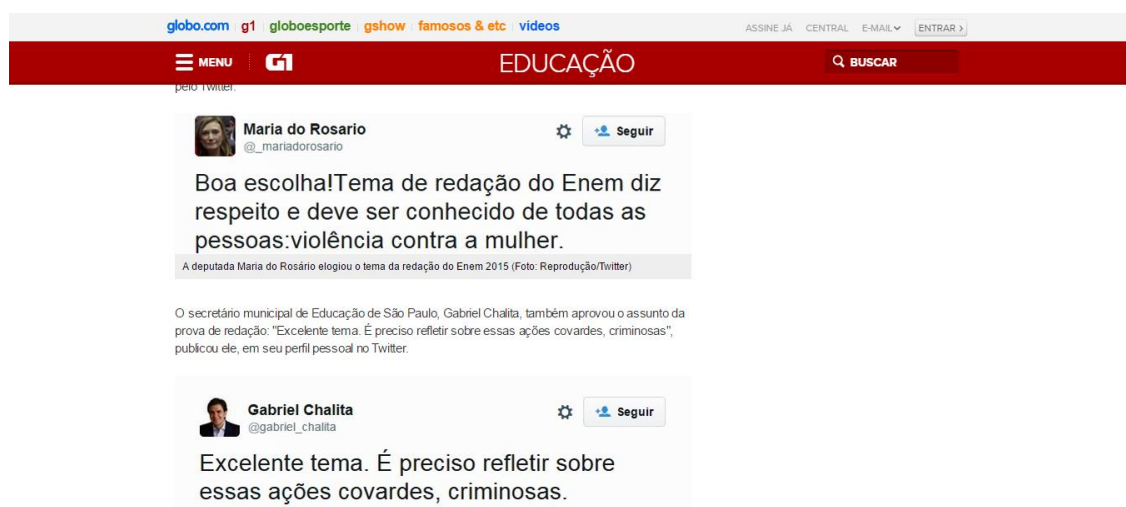 globo.com g1 globoesporte gshow famosos & etc vídeos ASSINE JÁ CENTRAL E-MAIL ENTRAR >
MENU G1 EDUCAÇÃO BUSCAR
pelo Twitter.
Maria do Rosario Seguir
@_mariadorosario
Boa escolha!Tema de redação do Enem diz
respeito e deve ser conhecido de todas as
pessoas:violência contra a mulher.
A deputada Maria do Rosário elogiou o tema da redação do Enem 2015 (Foto: Reprodução/Twitter)
O secretário municipal de Educação de São Paulo, Gabriel Chalita, também aprovou o assunto da
prova de redação: "Excelente tema. É preciso refletir sobre essas ações covardes, criminosas",
publicou ele, em seu perfil pessoal no Twitter.
Gabriel Chalita Seguir
@gabriel_chalita
Excelente tema. É preciso refletir sobre
essas ações covardes, criminosas.